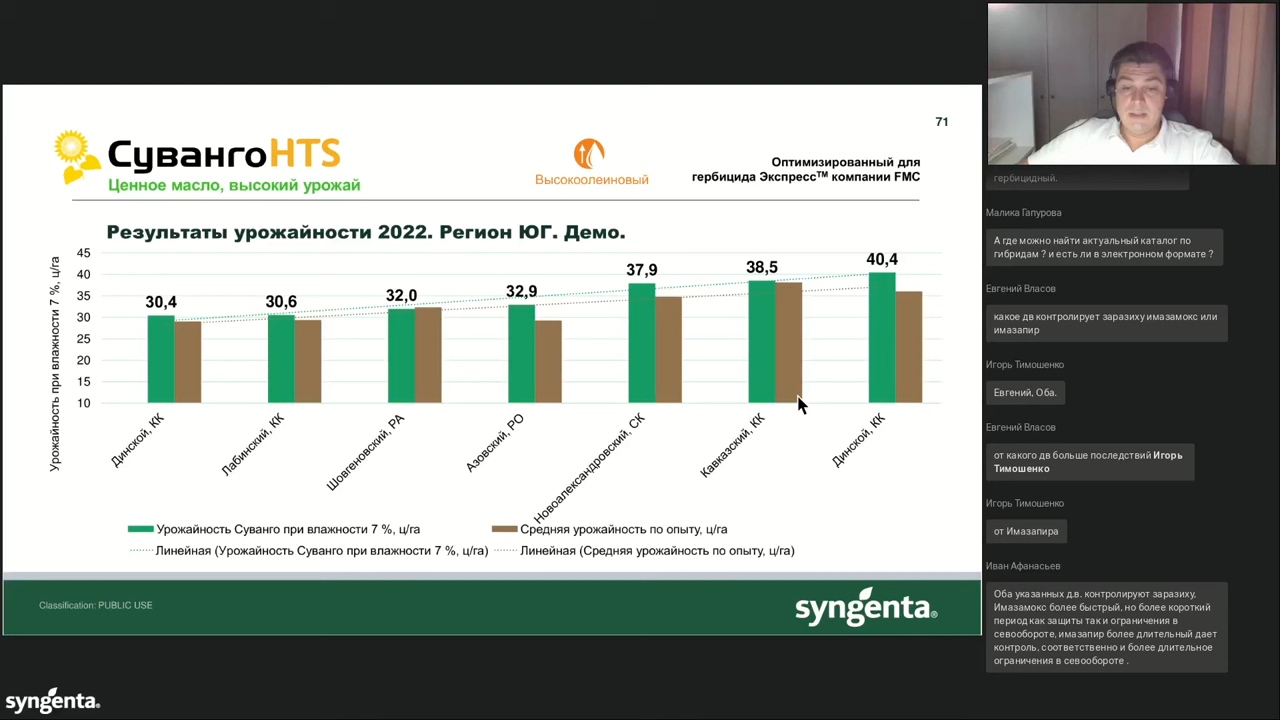 71
СувангоHTS
Ценное масло, высокий урожай
Высокоолеиновый
Оптимизированный для
гербицида Экспресс™ компании FMC
Результаты урожайности 2022. Регион ЮГ. Демо.
Урожайность при влажности 7 %, ц/га
45
40
35
30
25
20
15
10
30,4
30,6
32,0
32,9
37,9
38,5
40,4
Динской, КК
Лабинский, КК
Шовгеновский, РА
Азовский, РО
Новоалександровский, СК
Кавказский, КК
Динской, КК
Урожайность Суванго при влажности 7 %, ц/га
Средняя урожайность по опыту, ц/га
Линейная (Урожайность Суванго при влажности 7 %, ц/га)
Линейная (Средняя урожайность по опыту, ц/га)
Classification: PUBLIC USE
syngenta®
syngenta®
гербицидный.
Малика Гапурова
А где можно найти актуальный каталог по
гибридам ? и есть ли в электронном формате ?
Евгений Власов
какое дв контролирует заразиху имазамокс или
имазапир
Игорь Тимошенко
Евгений, Оба.
Евгений Власов
от какого дв больше последствий Игорь
Тимошенко
Игорь Тимошенко
от Имазапира
Иван Афанасьев
Оба указанных д.в. контролируют заразиху,
Имазамокс более быстрый, но более короткий
период как защиты так и ограничения в
севообороте, имазапир более длительный дает
контроль, соответственно и более длительное
ограничения в севообороте .